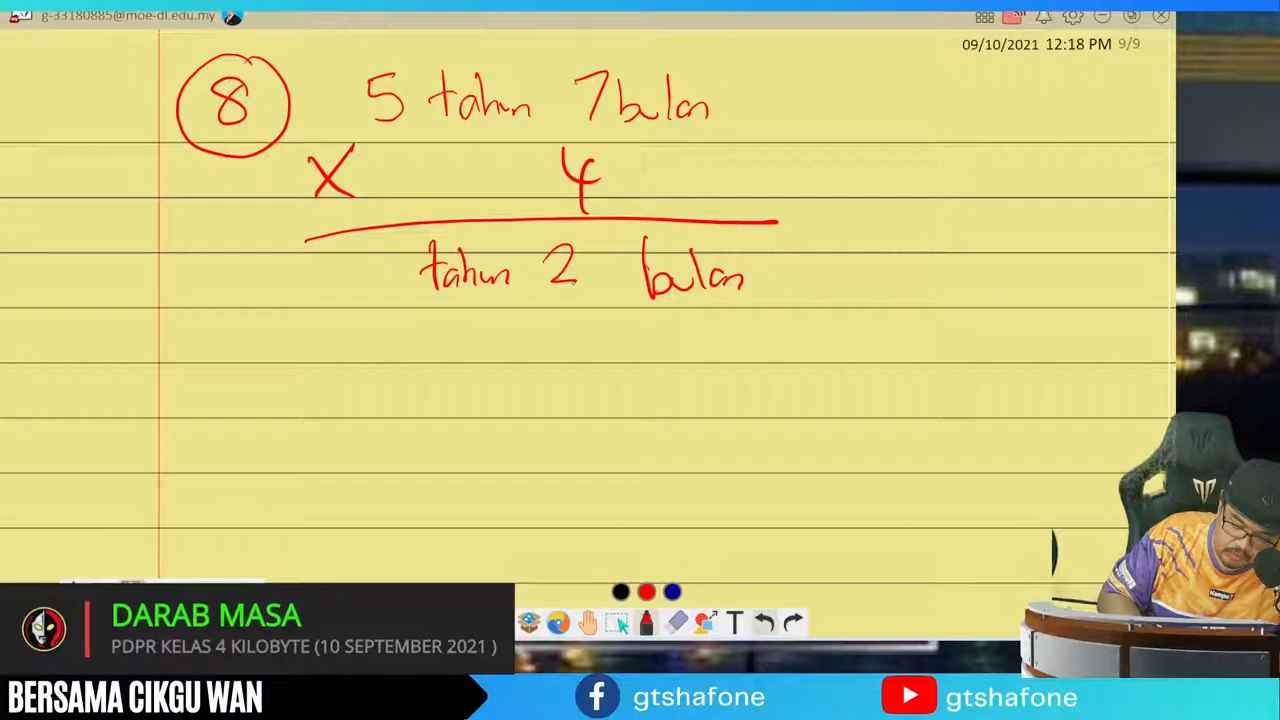 g-33180885@moe-dl.edu.my
09/10/2021 12:18 PM 9/9
8 5 tahun 7 bulan
X 4
tahun 2 bulan
DARAB MASA
PDPR KELAS 4 KILOBYTE (10 SEPTEMBER 2021 )
BERSAMA CIKGU WAN
gtshafone
gtshafone